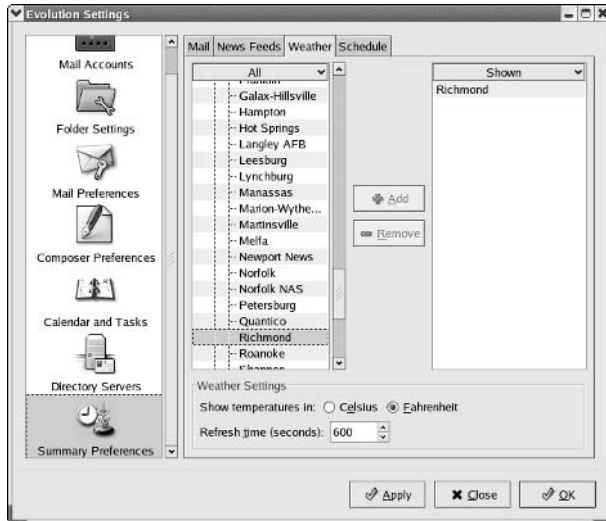 Evolution Settings
Mail Accounts
Folder Settings
Mail Preferences
Composer Preferences
Calendar and Tasks
Directory Servers
Summary Preferences
Mail News Feeds Weather Schedule
All
Franklin
Galax-Hillsville
Hampton
Hot Springs
Langley AFB
Leesburg
Lynchburg
Manassas
Marion-Wythe...
Martinsville
Melfa
Newport News
Norfolk
Norfolk NAS
Petersburg
Quantico
Richmond
Roanoke
Shannon
Add
Remove
Shown
Richmond
Weather Settings
Show temperatures in: Celsius Fahrenheit
Refresh time (seconds): 600
Apply Close OK